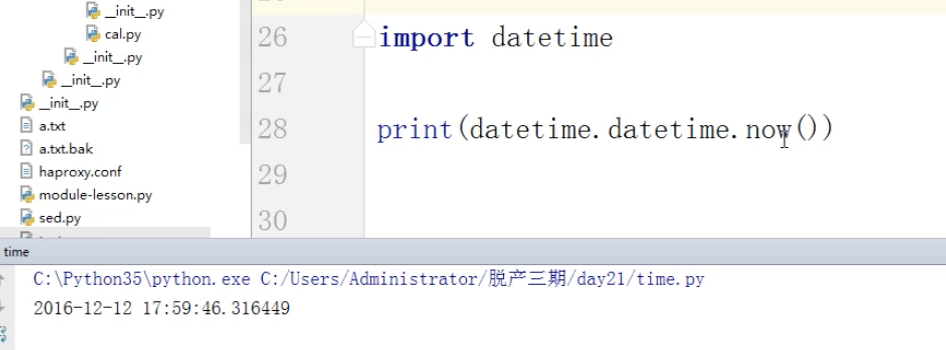 __init__.py
cal.py
__init__.py
__init__.py
__init__.py
a.txt
a.txt.bak
haproxy.conf
module-lesson.py
sed.py
26 import datetime
27
28 print(datetime.datetime.now())
29
30
time
C:\Python35\python.exe C:/Users/Administrator/脱产三期/day21/time.py
2016-12-12 17:59:46.316449